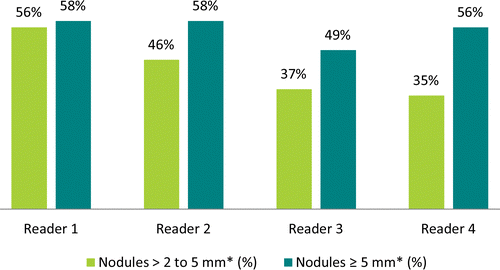 56% 58% 46% 58% 37% 49% 35% 56%
Reader 1 Reader 2 Reader 3 Reader 4
Nodules > 2 to 5 mm* (%) Nodules ≥ 5 mm* (%)